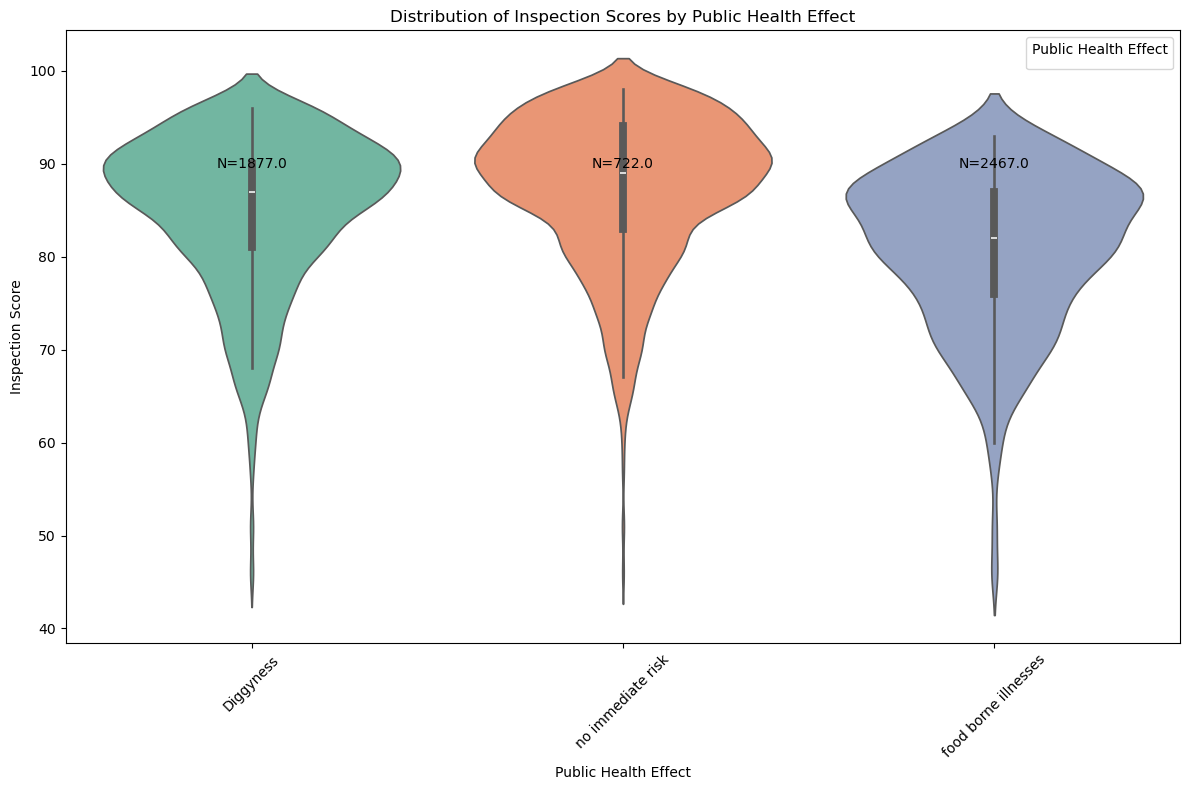 Distribution of Inspection Scores by Public Health Effect
Public Health Effect
100
90
80
70
60
50
40
Inspection Score
N=1877.0
N=722.0
N=2467.0
Diggyness
no immediate risk
food borne illnesses
Public Health Effect